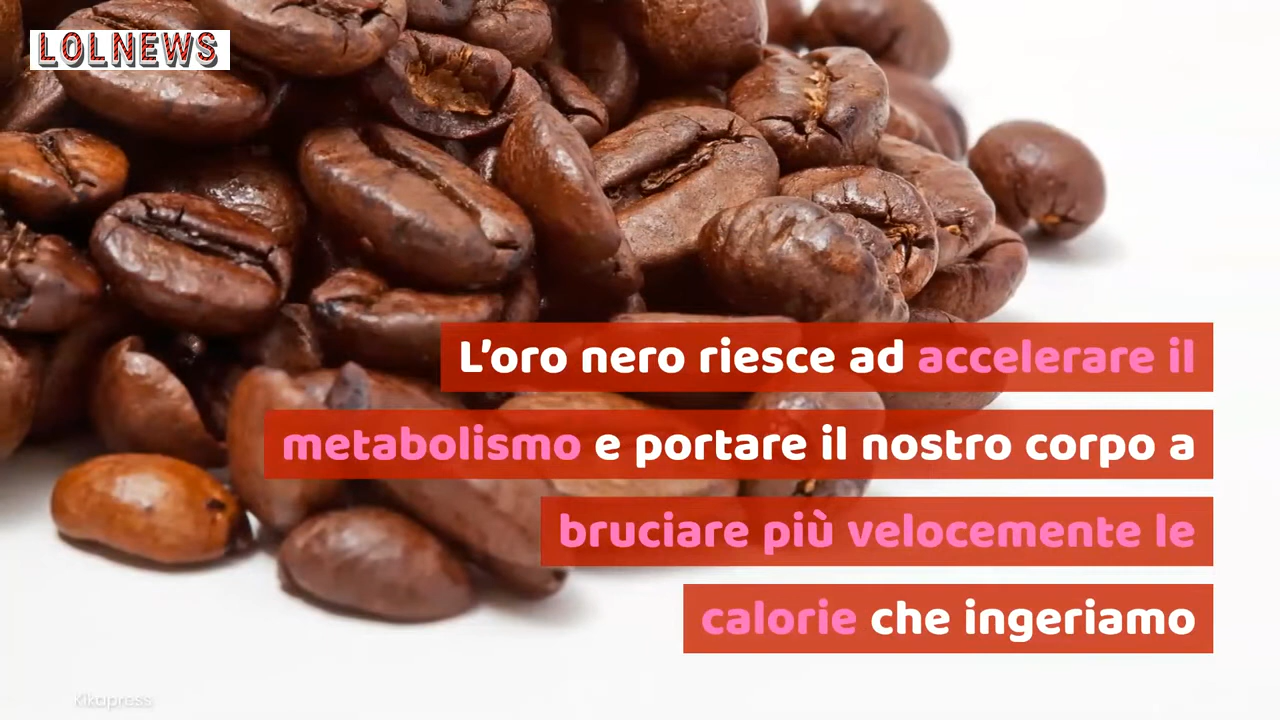 LOLNEWS
L’oro nero riesce ad accelerare il
metabolismo e portare il nostro corpo a
bruciare più velocemente le
calorie che ingeriamo
Kikapress